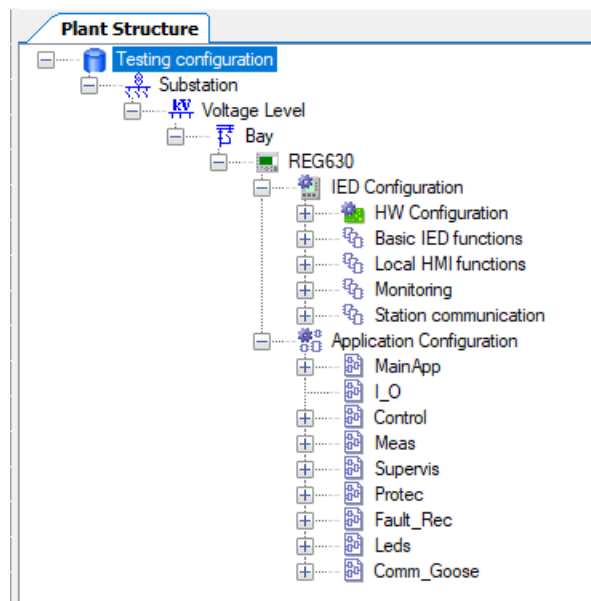 Plant Structure
Testing configuration
Substation
Voltage Level
Bay
REG630
IED Configuration
HW Configuration
Basic IED functions
Local HMI functions
Monitoring
Station communication
Application Configuration
MainApp
I_O
Control
Meas
Supervis
Protec
Fault_Rec
Leds
Comm_Goose